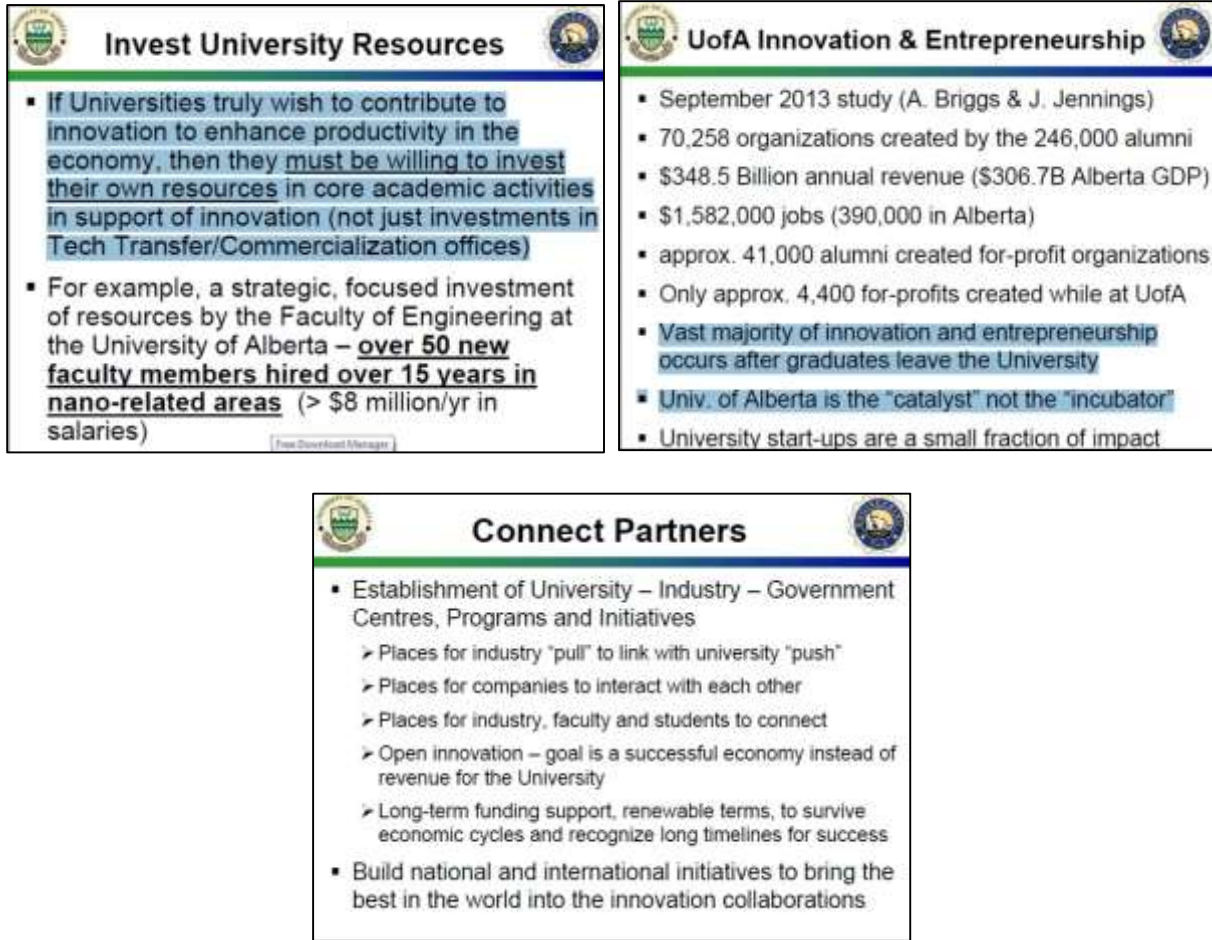 Invest University Resources
▪ If Universities truly wish to contribute to
innovation to enhance productivity in the
economy, then they must be willing to invest
their own resources in core academic activities
in support of innovation (not just investments in
Tech Transfer/Commercialization offices)
▪ For example, a strategic, focused investment
of resources by the Faculty of Engineering at
the University of Alberta – over 50 new
faculty members hired over 15 years in
nano-related areas (> $8 million/yr in
salaries)
Free Download Manager
UofA Innovation & Entrepreneurship
▪ September 2013 study (A. Briggs & J. Jennings)
▪ 70,258 organizations created by the 246,000 alumni
▪ $348.5 Billion annual revenue ($306.7B Alberta GDP)
▪ $1,582,000 jobs (390,000 in Alberta)
▪ approx. 41,000 alumni created for-profit organizations
▪ Only approx. 4,400 for-profits created while at UofA
▪ Vast majority of innovation and entrepreneurship
occurs after graduates leave the University
▪ Univ. of Alberta is the “catalyst” not the “incubator”
▪ University start-ups are a small fraction of impact
Connect Partners
▪ Establishment of University – Industry – Government
Centres, Programs and Initiatives
➢ Places for industry “pull” to link with university “push”
➢ Places for companies to interact with each other
➢ Places for industry, faculty and students to connect
➢ Open innovation – goal is a successful economy instead of
revenue for the University
➢ Long-term funding support, renewable terms, to survive
economic cycles and recognize long timelines for success
▪ Build national and international initiatives to bring the
best in the world into the innovation collaborations